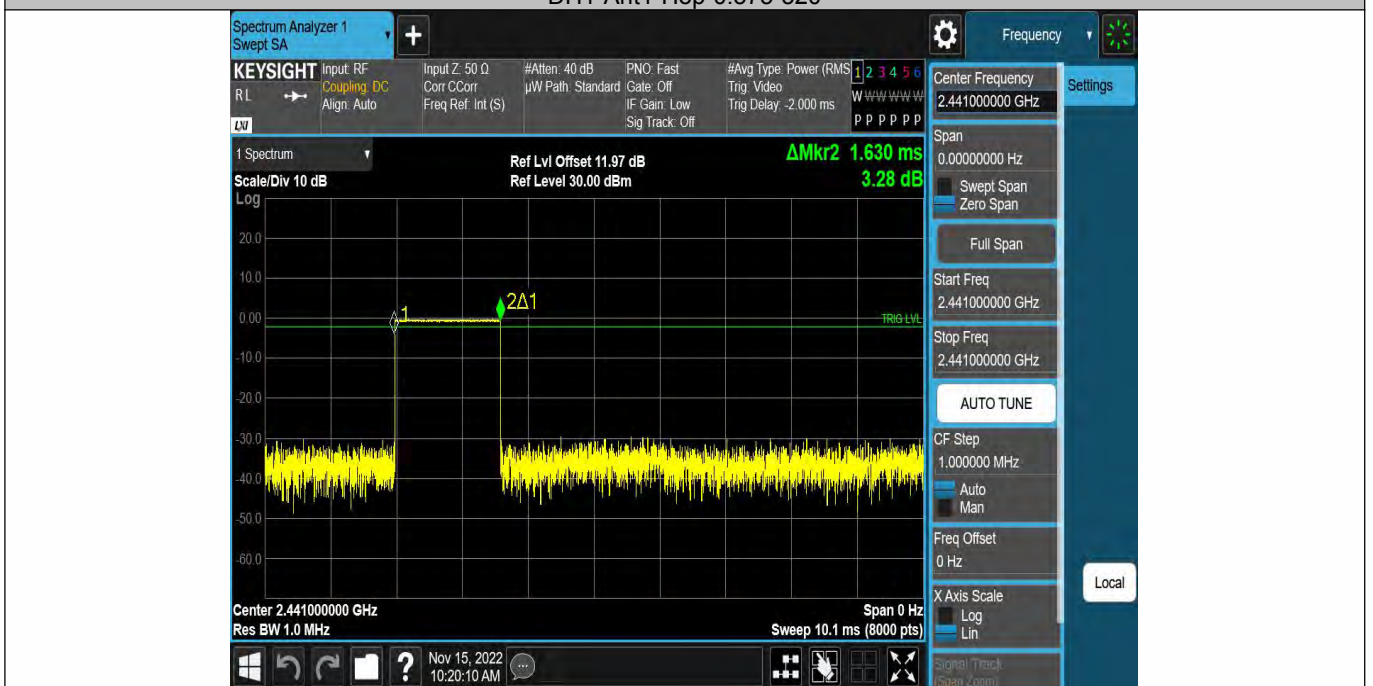 Spectrum Analyzer 1
Swept SA
Frequency
KEYSIGHT
RL
LXI
Input: RF
Coupling: DC
Align: Auto
Input Z: 50 Ω
Corr CCorr
Freq Ref: Int (S)
#Atten: 40 dB
µW Path: Standard
PNO: Fast
Gate: Off
IF Gain: Low
Sig Track: Off
#Avg Type: Power (RMS
Trig: Video
Trig Delay: -2.000 ms
1 2 3 4 5 6
W W W W W W
P P P P P P
Center Frequency
2.441000000 GHz
Settings
1 Spectrum
Scale/Div 10 dB
Log
Ref Lvl Offset 11.97 dB
Ref Level 30.00 dBm
ΔMkr2 1.630 ms
3.28 dB
Span
0.00000000 Hz
Swept Span
Zero Span
Full Span
Start Freq
2.441000000 GHz
Stop Freq
2.441000000 GHz
AUTO TUNE
CF Step
1.000000 MHz
Auto
Man
Freq Offset
0 Hz
X Axis Scale
Log
Lin
Signal Track
(Span Zoom)
Local
20.0
10.0
0.00
-10.0
-20.0
-30.0
-40.0
-50.0
-60.0
1
2Δ1
TRIG LVL
Center 2.441000000 GHz
Res BW 1.0 MHz
Span 0 Hz
Sweep 10.1 ms (8000 pts)
Nov 15, 2022
10:20:10 AM